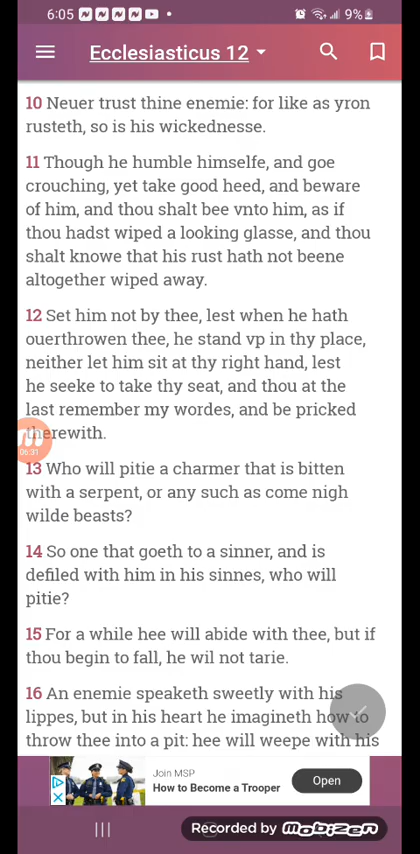 6:05 9%
Ecclesiasticus 12
10 Neuer trust thine enemie: for like as yron
rusteth, so is his wickednesse.
11 Though he humble himselfe, and goe
crouching, yet take good heed, and beware
of him, and thou shalt bee vnto him, as if
thou hadst wiped a looking glasse, and thou
shalt knowe that his rust hath not beene
altogether wiped away.
12 Set him not by thee, lest when he hath
ouerthrowen thee, he stand vp in thy place,
neither let him sit at thy right hand, lest
he seeke to take thy seat, and thou at the
last remember my wordes, and be pricked
therewith.
06:31
13 Who will pitie a charmer that is bitten
with a serpent, or any such as come nigh
wilde beasts?
14 So one that goeth to a sinner, and is
defiled with him in his sinnes, who will
pitie?
15 For a while hee will abide with thee, but if
thou begin to fall, he wil not tarie.
16 An enemie speaketh sweetly with his
lippes, but in his heart he imagineth how to
throw thee into a pit: hee will weepe with his
Join MSP
How to Become a Trooper
Open
Recorded by mobizen